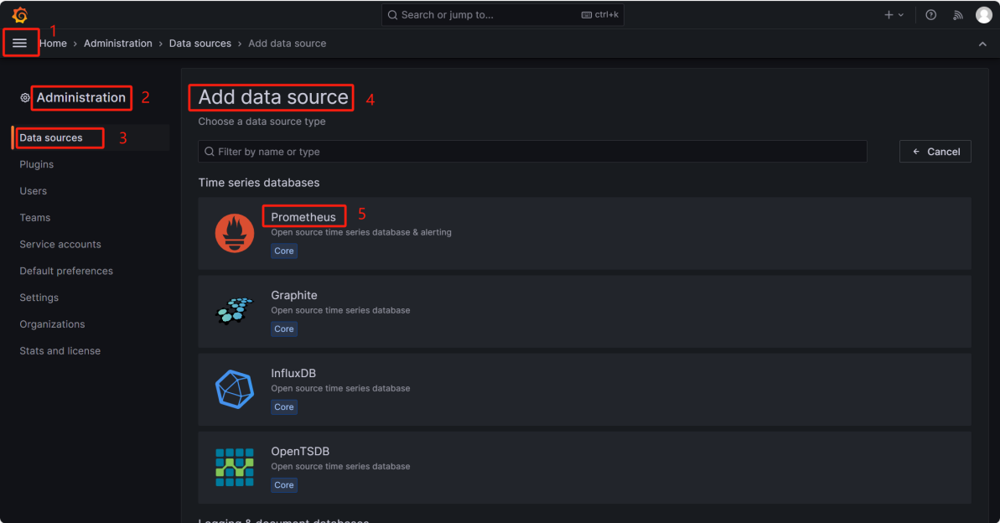 Search or jump to... ctrl+k
1
Home › Administration › Data sources › Add data source
Administration 2
Data sources 3
Plugins
Users
Teams
Service accounts
Default preferences
Settings
Organizations
Stats and license
Add data source 4
Choose a data source type
Filter by name or type
Cancel
Time series databases
Prometheus 5
Open source time series database & alerting
Core
Graphite
Open source time series database
Core
InfluxDB
Open source time series database
Core
OpenTSDB
Open source time series database
Core
Logging & document databases